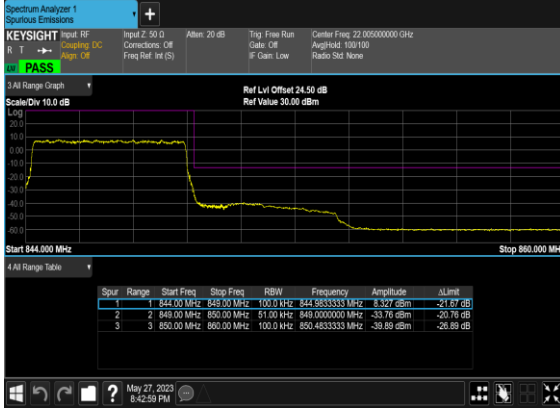 Spectrum Analyzer 1
Spurious Emissions
+
KEYSIGHT Input: RF Input Z: 50 Ω Atten: 20 dB Trig: Free Run Center Freq: 22.005000000 GHz
R T Coupling: DC Corrections: Off Gate: Off Avg|Hold: 100/100
Align: Off Freq Ref: Int (S) IF Gain: Low Radio Std: None
PASS
3 All Range Graph
Ref Lvl Offset 24.50 dB
Scale/Div 10.0 dB Ref Value 30.00 dBm
Log
20.0
10.0
0.00
-10.0
-20.0
-30.0
-40.0
-50.0
-60.0
Start 844.000 MHz Stop 860.000 MH
4 All Range Table
Spur Range Start Freq Stop Freq RBW Frequency Amplitude ΔLimit
1 1 844.00 MHz 849.00 MHz 100.0 kHz 844.9833333 MHz 8.327 dBm -21.67 dB
2 2 849.00 MHz 850.00 MHz 51.00 kHz 849.0000000 MHz -33.76 dBm -20.76 dB
3 3 850.00 MHz 860.00 MHz 100.0 kHz 850.4833333 MHz -39.89 dBm -26.89 dB
? May 27, 2023
8:42:59 PM